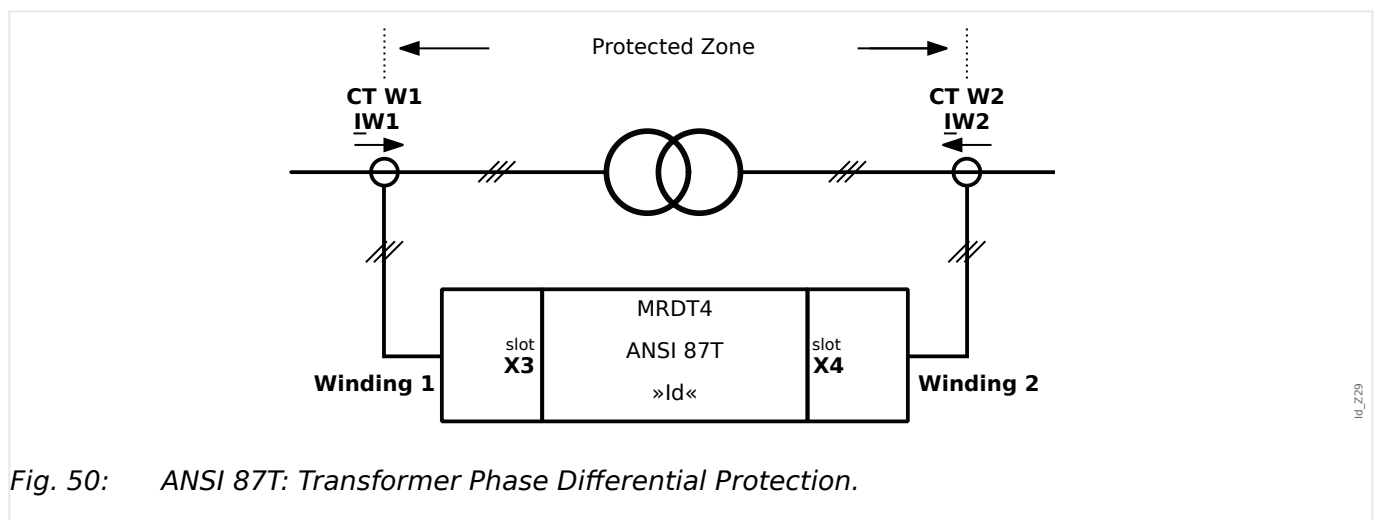 Protected Zone
CT W1
IW1
CT W2
IW2
MRDT4
ANSI 87T
»Id«
slot
X3
slot
X4
Winding 1
Winding 2
Id_Z29
Fig. 50: ANSI 87T: Transformer Phase Differential Protection.